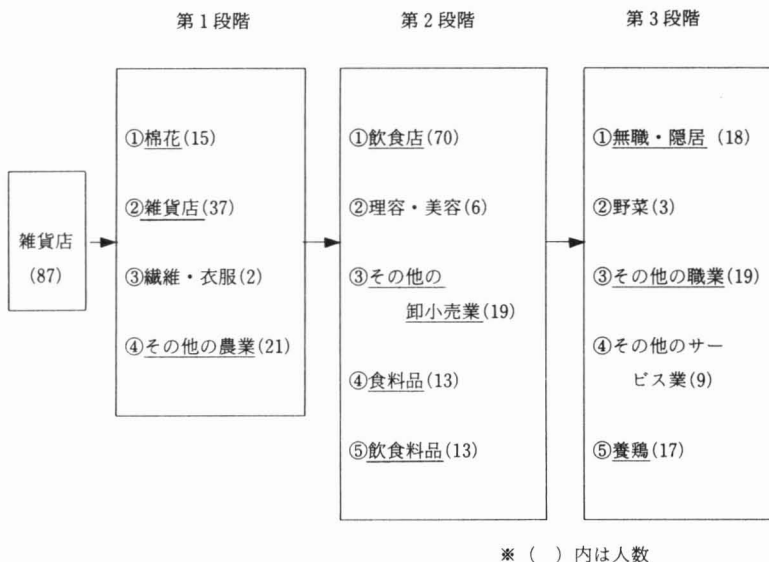 第1段階
第2段階
第3段階
雑貨店
(87)
①棉花(15)
②雑貨店(37)
③繊維・衣服(2)
④その他の農業(21)
①飲食店(70)
②理容・美容(6)
③その他の
卸小売業(19)
④食料品(13)
⑤飲食料品(13)
①無職・隠居 (18)
②野菜(3)
③その他の職業(19)
④その他のサー
ビス業(9)
⑤養鶏(17)
※ ( ) 内は人数